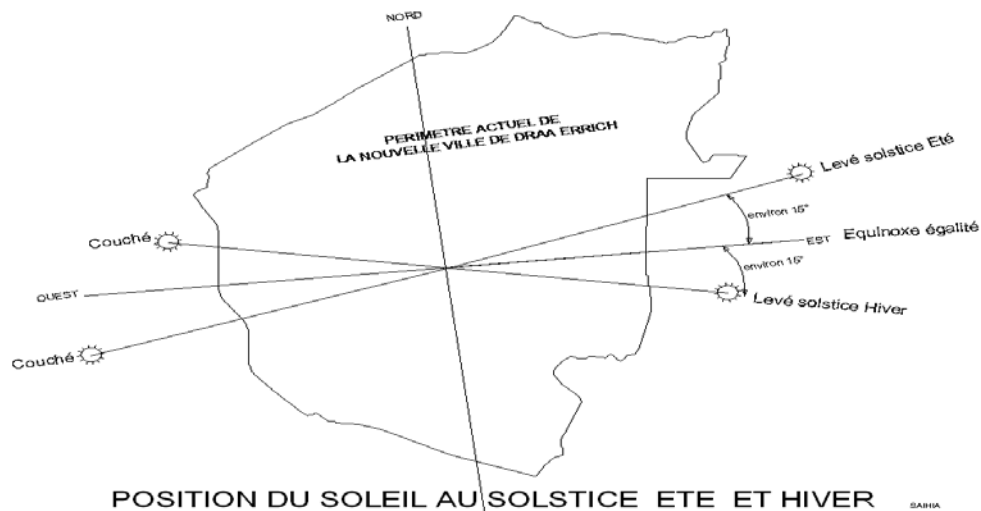 NORD
PERIMETRE ACTUEL DE
LA NOUVELLE VILLE DE DRAA ERRICH
Levé solstice Eté
environ 15°
Couché
EST Equinoxe égalité
environ 15°
OUEST
Levé solstice Hiver
Couché
POSITION DU SOLEIL AU SOLSTICE ETE ET HIVER
SAIHIA